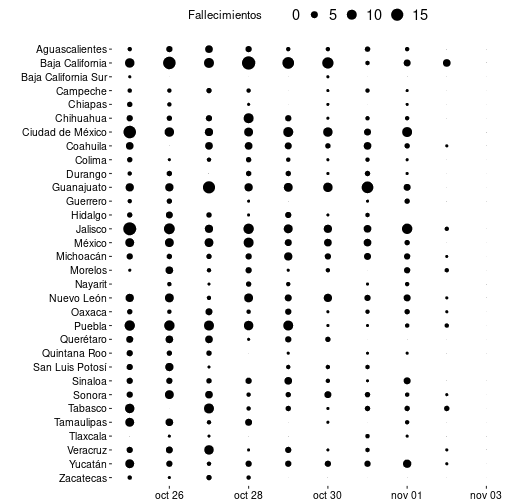 Fallecimientos 0 5 10 15
Aguascalientes
Baja California
Baja California Sur
Campeche
Chiapas
Chihuahua
Ciudad de México
Coahuila
Colima
Durango
Guanajuato
Guerrero
Hidalgo
Jalisco
México
Michoacán
Morelos
Nayarit
Nuevo León
Oaxaca
Puebla
Querétaro
Quintana Roo
San Luis Potosí
Sinaloa
Sonora
Tabasco
Tamaulipas
Tlaxcala
Veracruz
Yucatán
Zacatecas
oct 26 oct 28 oct 30 nov 01 nov 03